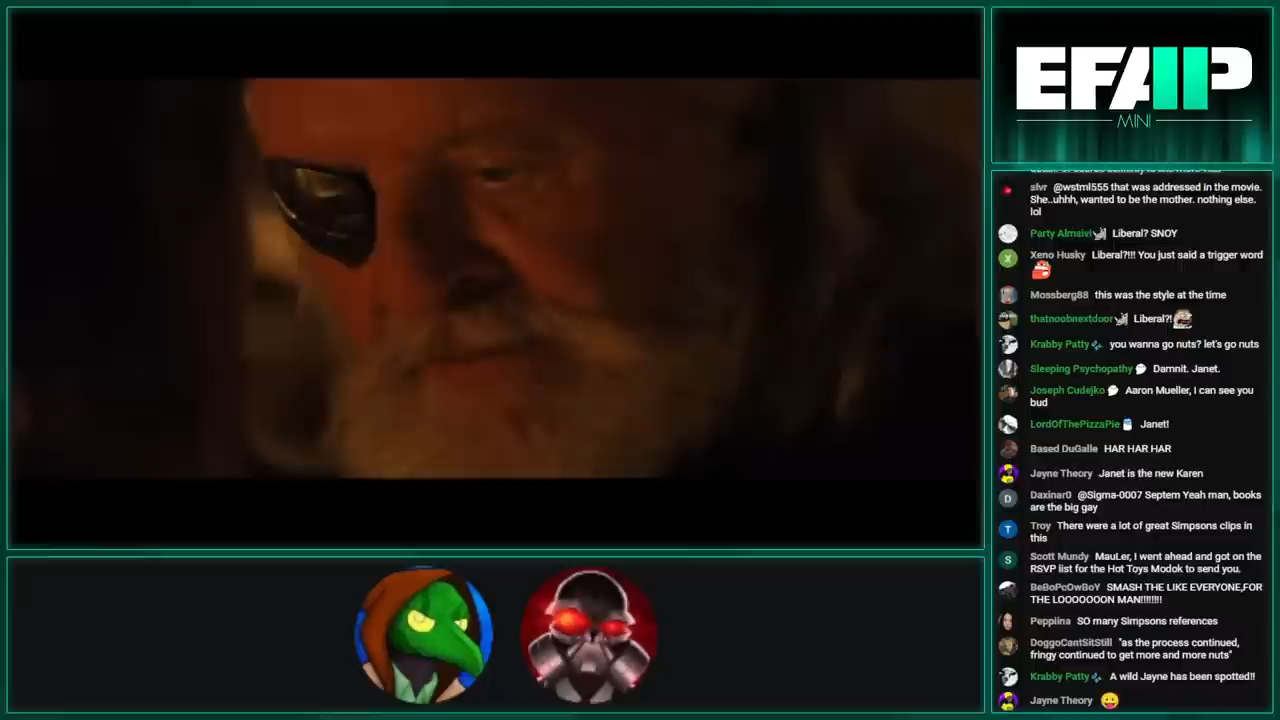 EFAP
MINI
slvr @wstml555 that was addressed in the movie.
She..uhhh, wanted to be the mother. nothing else.
lol
Party Almsivi Liberal? SNOY
Xeno Husky Liberal?!!! You just said a trigger word
Mossberg88 this was the style at the time
thatnoobnextdoor Liberal?!
Krabby Patty you wanna go nuts? let's go nuts
Sleeping Psychopathy Damnit. Janet.
Joseph Cudejko Aaron Mueller, I can see you
bud
LordOfThePizzaPie Janet!
Based DuGalle HAR HAR HAR
Jayne Theory Janet is the new Karen
D Daxinar0 @Sigma-0007 Septem Yeah man, books
are the big gay
T Troy There were a lot of great Simpsons clips in
this
S Scott Mundy MauLer, I went ahead and got on the
RSVP list for the Hot Toys Modok to send you.
BeBoPcOwBoY SMASH THE LIKE EVERYONE,FOR
THE LOOOOOOON MAN!!!!!!!!
Peppiina SO many Simpsons references
DoggoCantSitStill "as the process continued,
fringy continued to get more and more nuts"
Krabby Patty A wild Jayne has been spotted!!
Jayne Theory